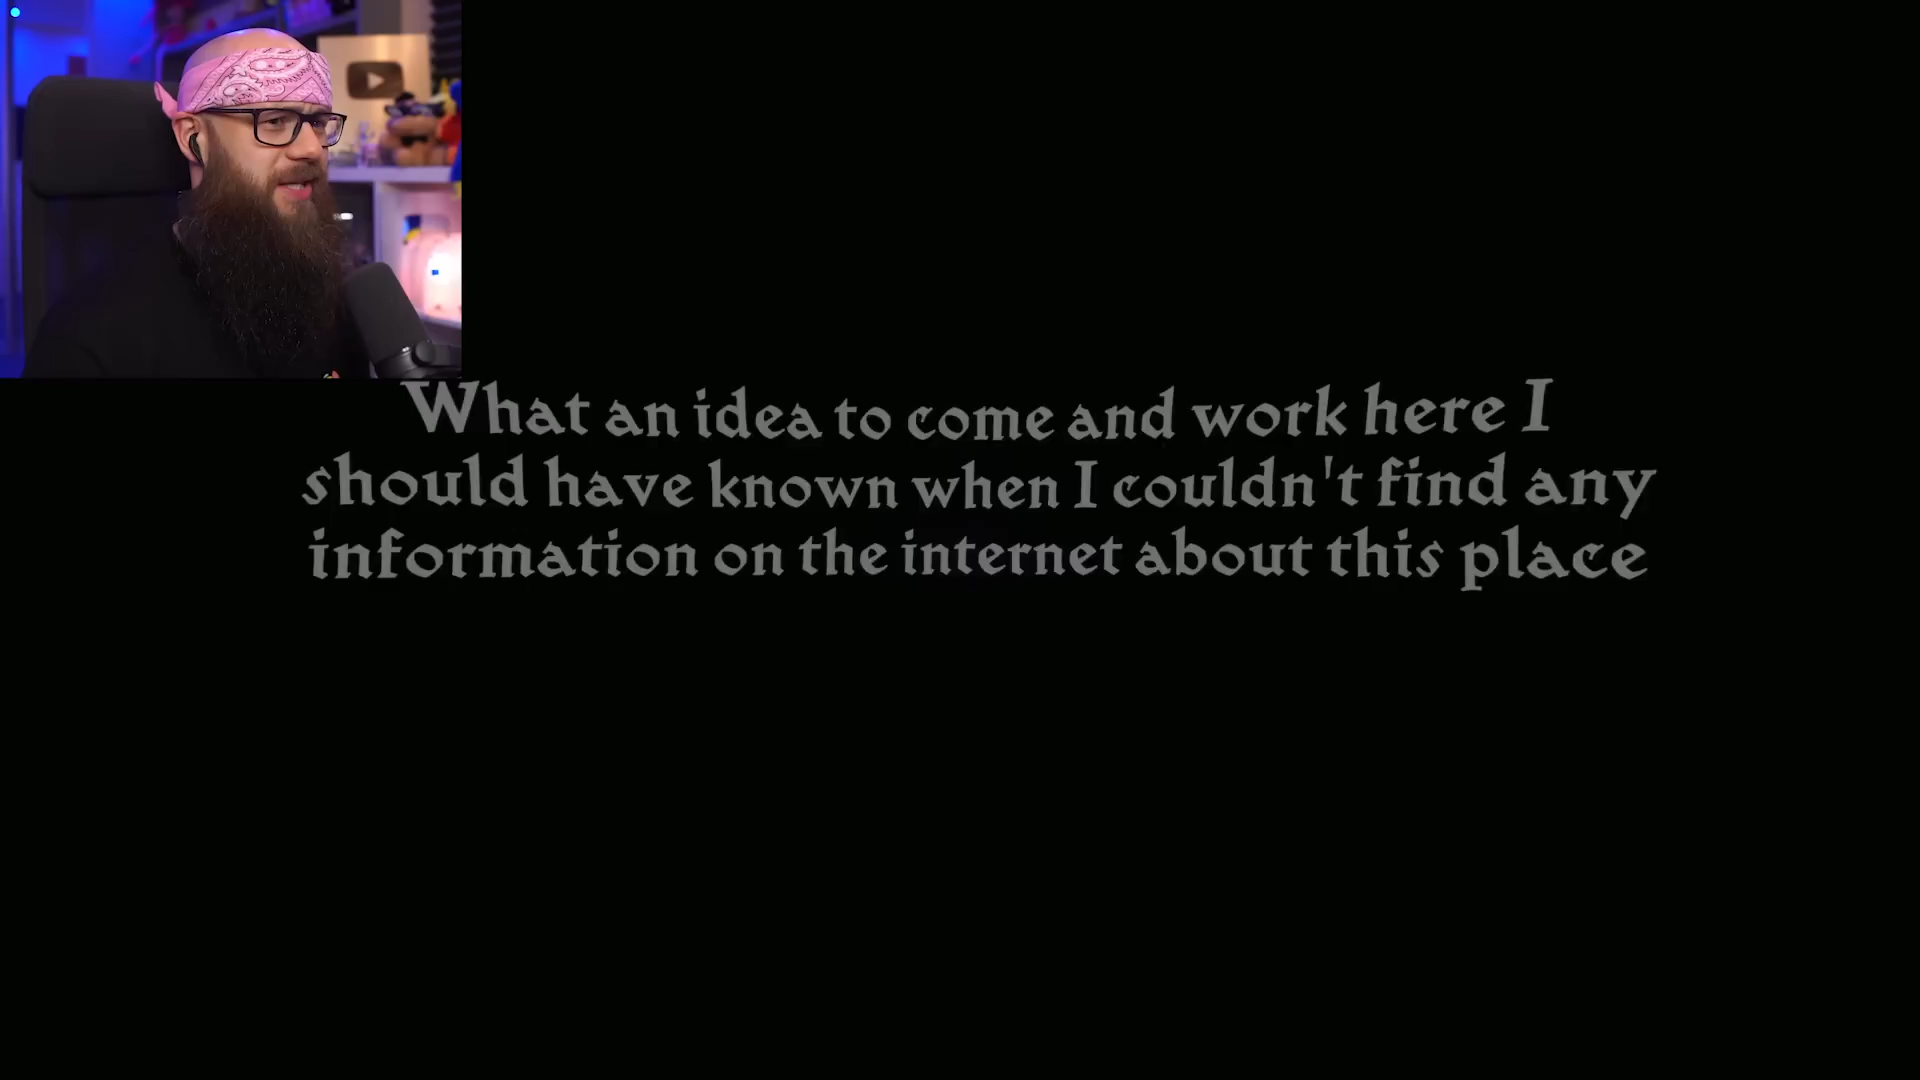 What an idea to come and work here I
should have known when I couldn't find any
information on the internet about this place